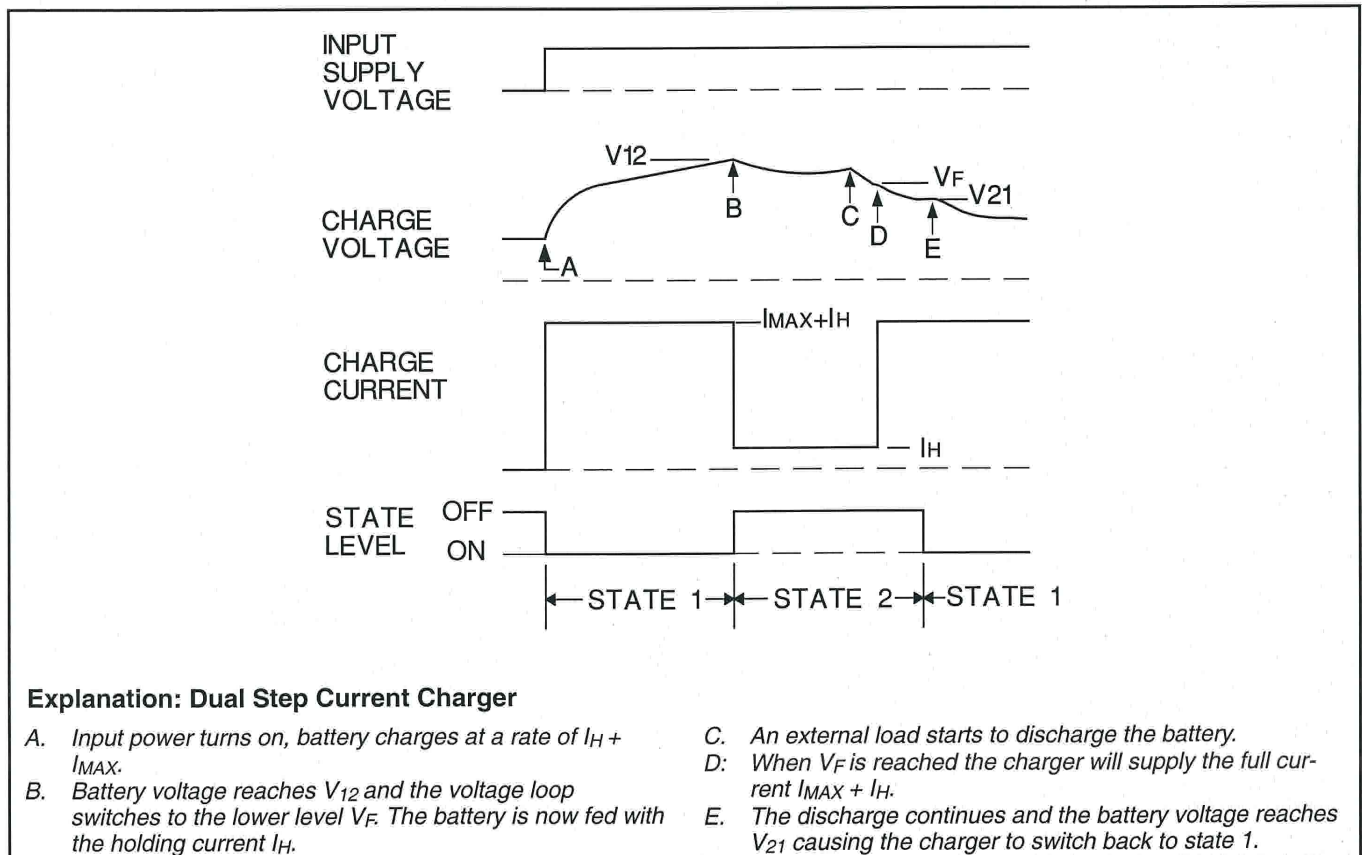 INPUT
SUPPLY
VOLTAGE
V12
VF
V21
B
C
D
E
CHARGE
VOLTAGE
A
IMAX+IH
CHARGE
CURRENT
IH
STATE
LEVEL
OFF
ON
STATE 1
STATE 2
STATE 1
Explanation: Dual Step Current Charger
A. Input power turns on, battery charges at a rate of IH +
IMAX.
B. Battery voltage reaches V12 and the voltage loop
switches to the lower level VF. The battery is now fed with
the holding current IH.
C. An external load starts to discharge the battery.
D: When VF is reached the charger will supply the full cur-
rent IMAX + IH.
E. The discharge continues and the battery voltage reaches
V21 causing the charger to switch back to state 1.